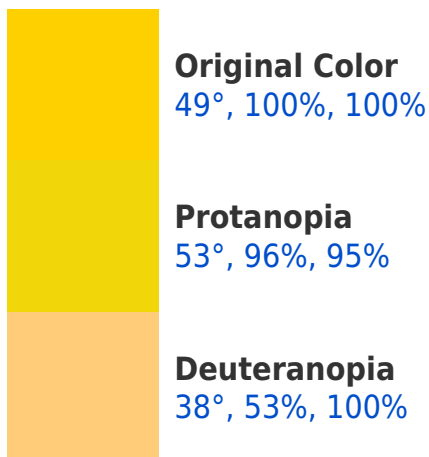 Original Color
49°, 100%, 100%
Protanopia
53°, 96%, 95%
Deuteranopia
38°, 53%, 100%